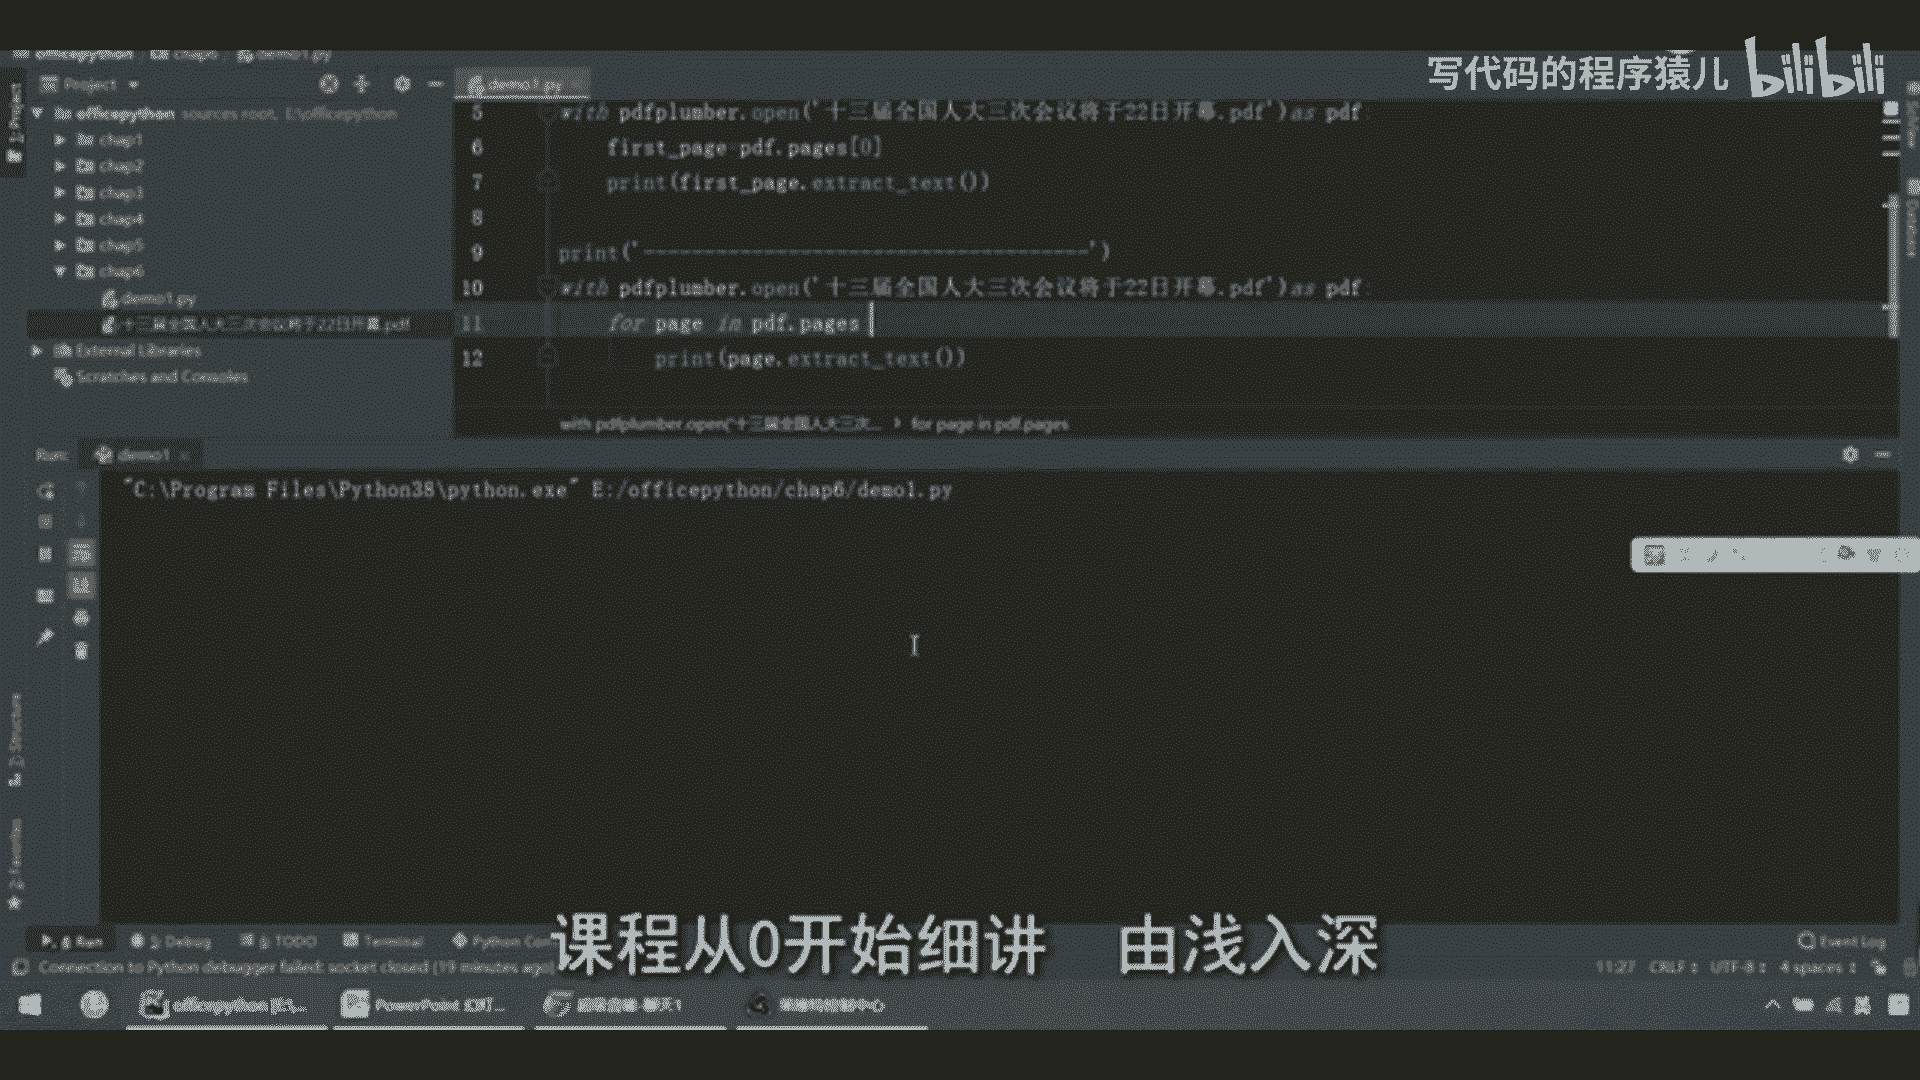 写代码的程序猿儿 bilibili
officepython chap6 demo1.py
Project
demo1.py
officepython sources root, E:\officepython
chap1
chap2
chap3
chap4
chap5
chap6
demo1.py
十三届全国人大三次会议将于22日开幕.pdf
External Libraries
Scratches and Consoles
5 with pdfplumber.open('十三届全国人大三次会议将于22日开幕.pdf')as pdf
6 first_page pdf.pages[0]
7 print(first_page.extract_text())
8
9 print('--------------------------------------')
10 with pdfplumber.open('十三届全国人大三次会议将于22日开幕.pdf')as pdf
11 for page in pdf.pages
12 print(page.extract_text())
with pdfplumber.open('十三届全国人大三次... › for page in pdf.pages
Run: demo1
"C:\Program Files\Python38\python.exe" E:/officepython/chap6/demo1.py
1: Project
Structure
2: Favorites
Run Debug TODO Terminal Python Con
Event Log
课程从0开始细讲 由浅入深
Connection to Python debugger failed: socket closed (19 minutes ago)
11:27 CRLF UTF-8 4 spaces
officepython PowerPoint